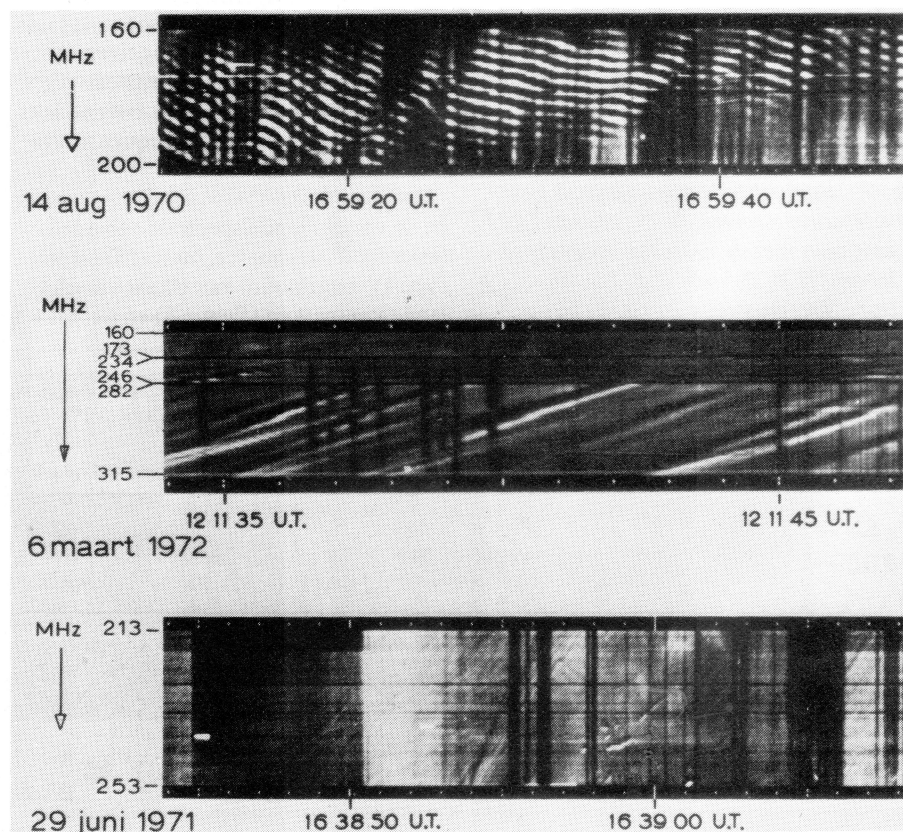 160
MHz
200
14 aug 1970
16 59 20 U.T.
16 59 40 U.T.
MHz
160
173
234
246
282
315
12 11 35 U.T.
12 11 45 U.T.
6 maart 1972
MHz
213
253
29 juni 1971
16 38 50 U.T.
16 39 00 U.T.